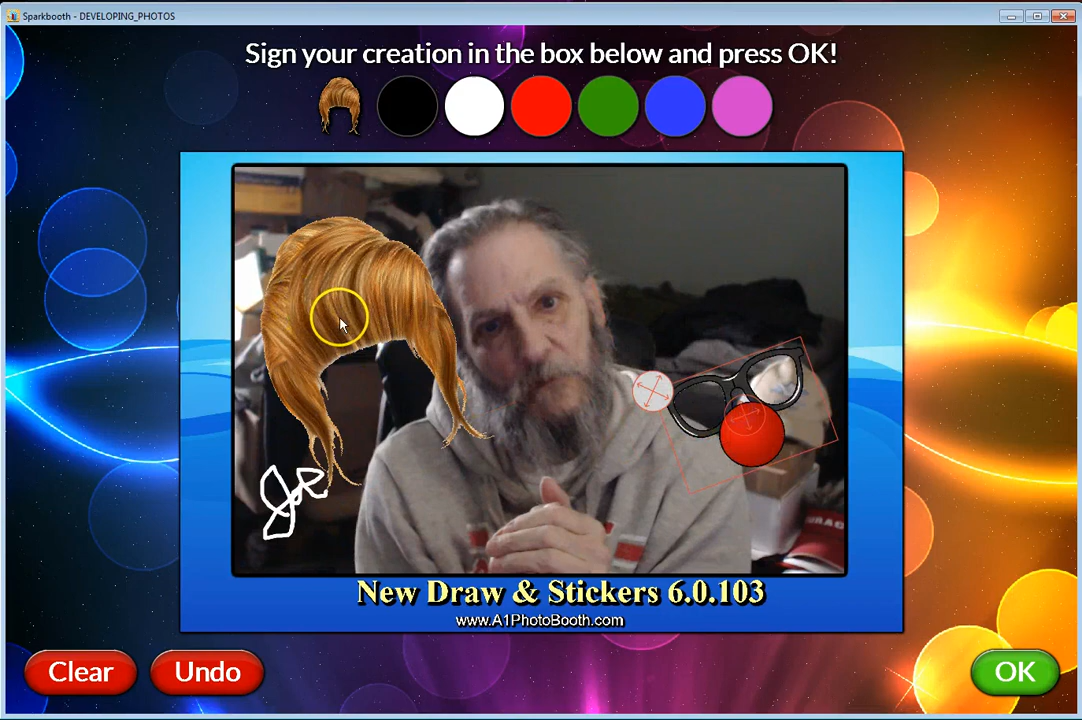 Sparkbooth - DEVELOPING_PHOTOS
Sign your creation in the box below and press OK!
New Draw & Stickers 6.0.103
www.A1PhotoBooth.com
Clear
Undo
OK